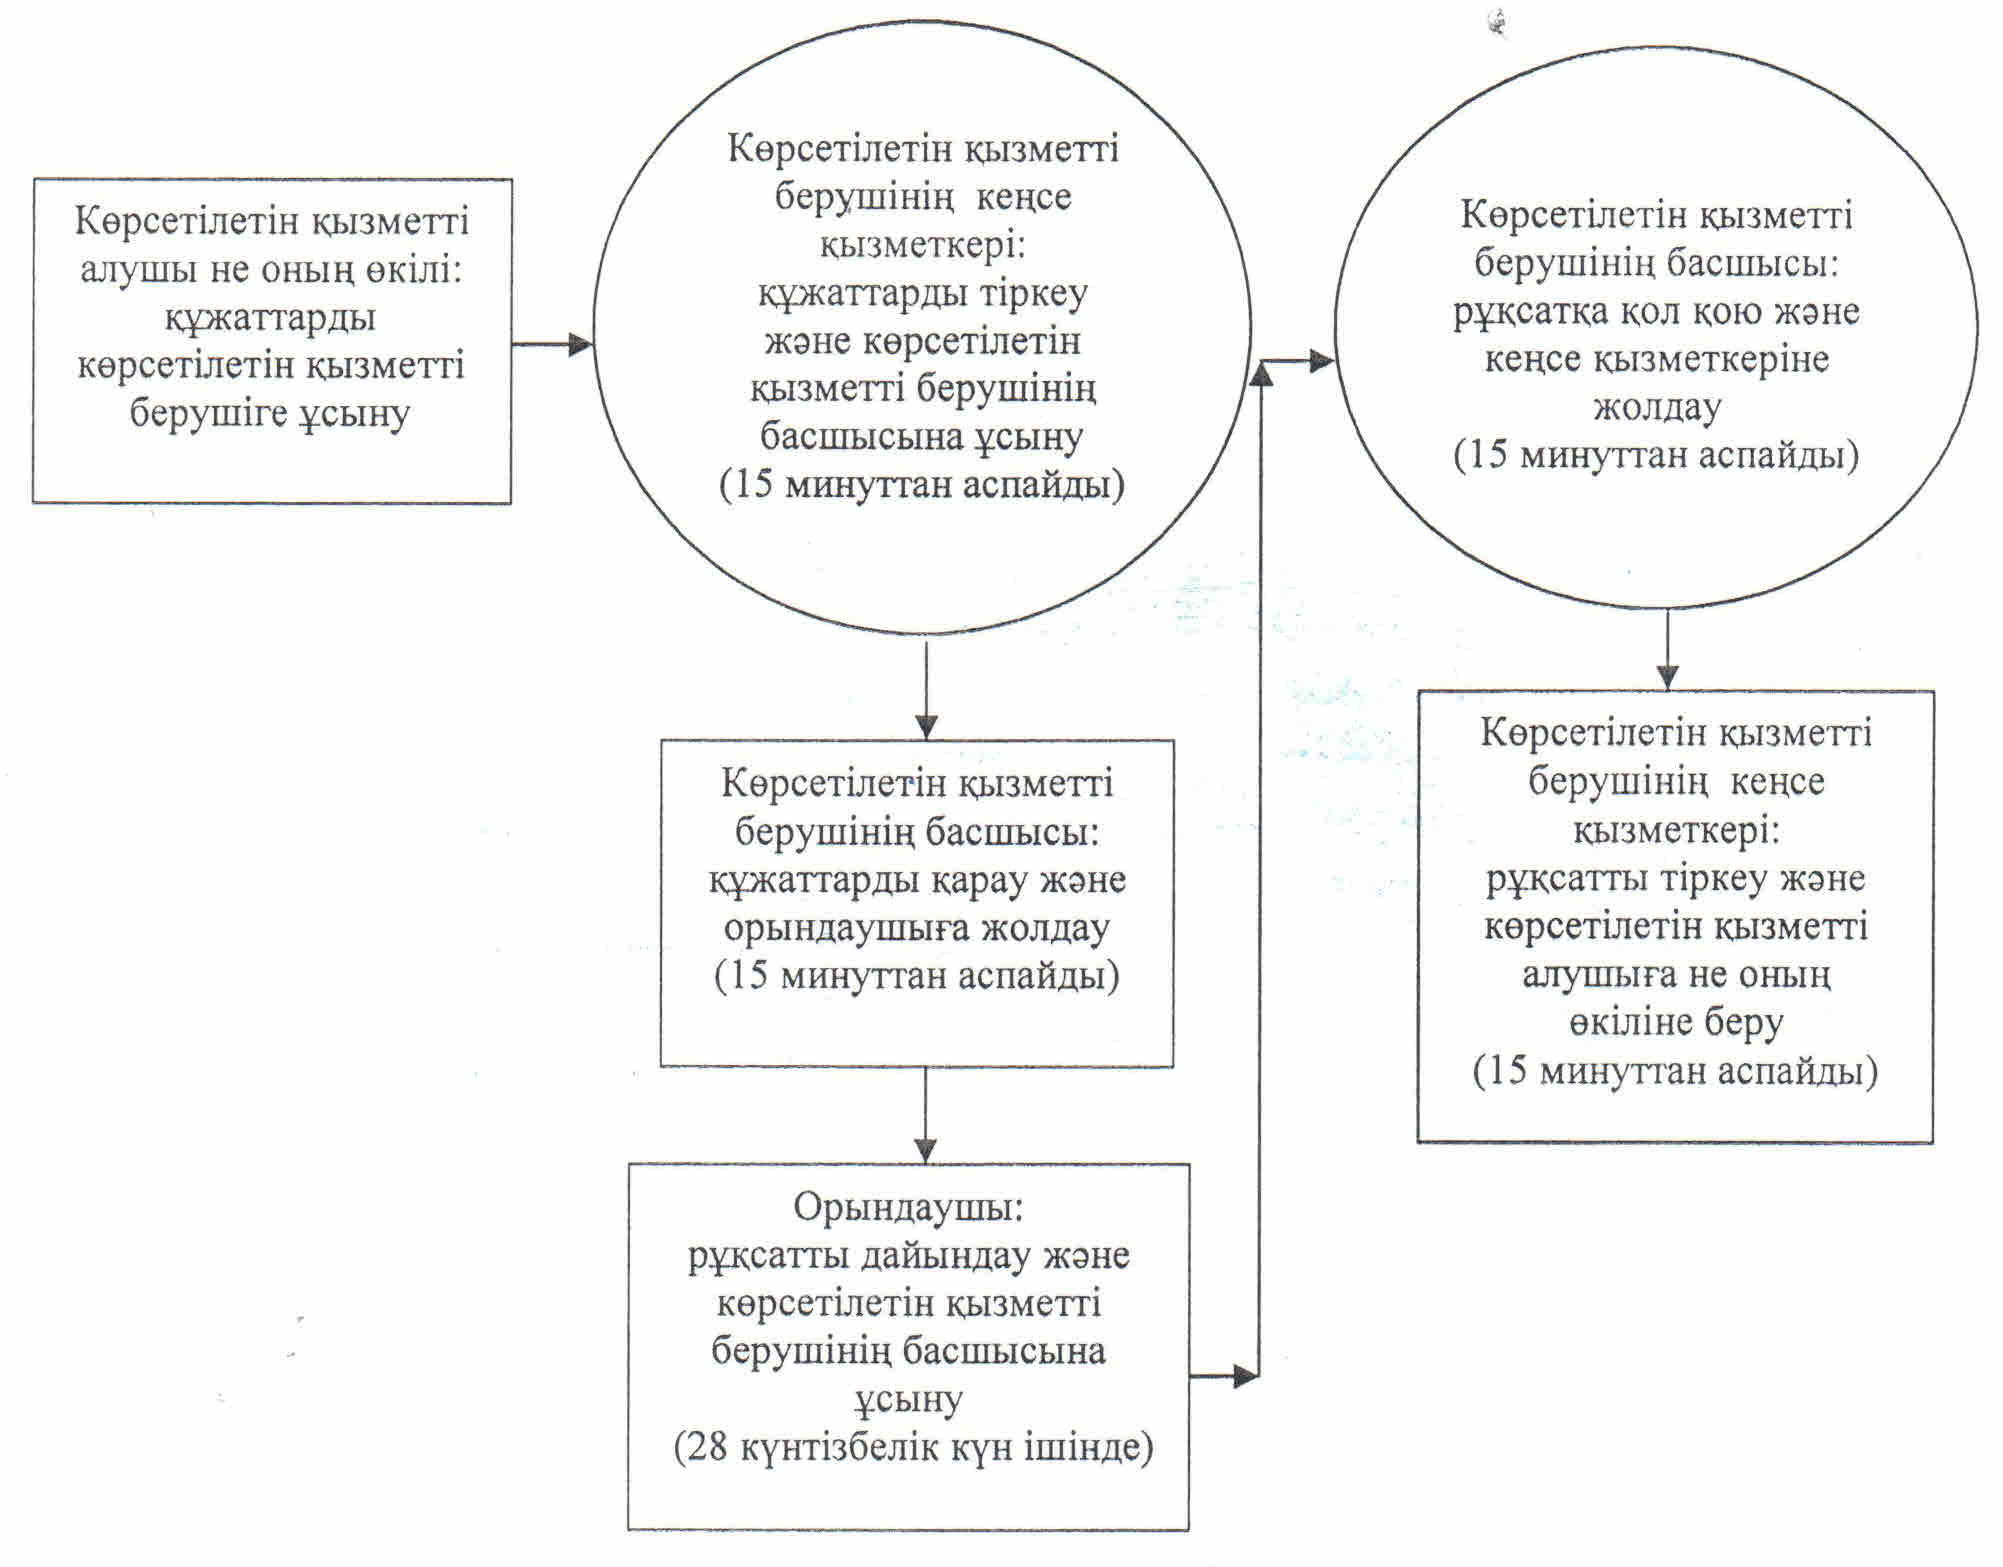 Көрсетілетін қызметті
алушы не оның өкілі:
құжаттарды
көрсетілетін қызметті
берушіге ұсыну
Көрсетілетін қызметті
берушінің кеңсе
қызметкері:
құжаттарды тіркеу
және көрсетілетін
қызметті берушінің
басшысына ұсыну
(15 минуттан аспайды)
Көрсетілетін қызметті
берушінің басшысы:
құжаттарды қарау және
орындаушыға жолдау
(15 минуттан аспайды)
Орындаушы:
рұқсатты дайындау және
көрсетілетін қызметті
берушінің басшысына
ұсыну
(28 күнтізбелік күн ішінде)
Көрсетілетін қызметті
берушінің басшысы:
рұқсатқа қол қою және
кеңсе қызметкеріне
жолдау
(15 минуттан аспайды)
Көрсетілетін қызметті
берушінің кеңсе
қызметкері:
рұқсатты тіркеу және
көрсетілетін қызметті
алушыға не оның
өкіліне беру
(15 минуттан аспайды)